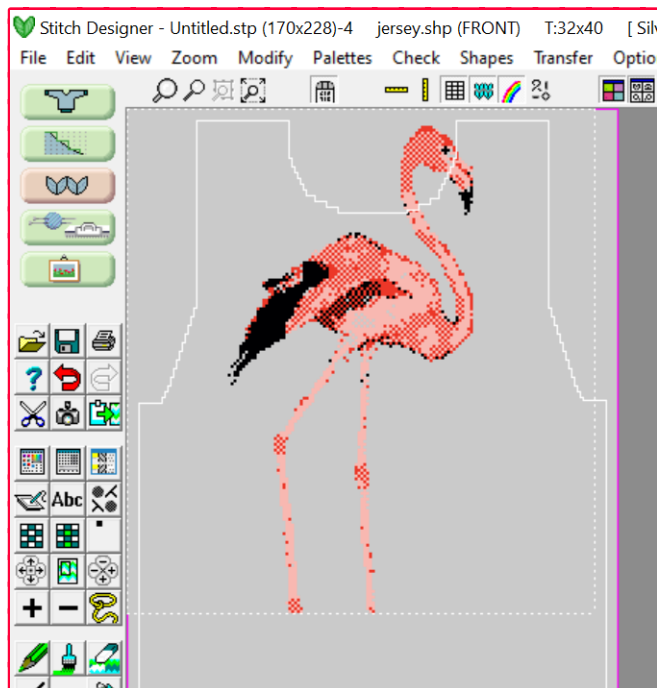 Stitch Designer - Untitled.stp (170x228)-4 jersey.shp (FRONT) T:32x40 [ Silv
File Edit View Zoom Modify Palettes Check Shapes Transfer Optio
?
Abc